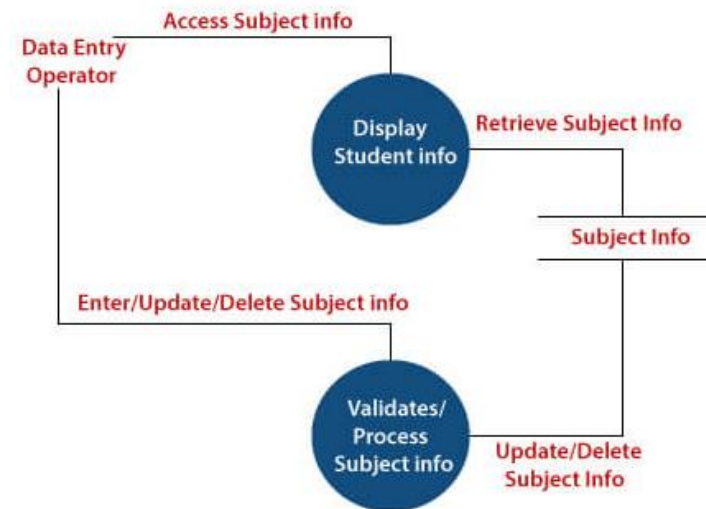 Access Subject info
Data Entry
Operator
Display
Student info
Retrieve Subject Info
Subject Info
Enter/Update/Delete Subject info
Validates/
Process
Subject info
Update/Delete
Subject Info